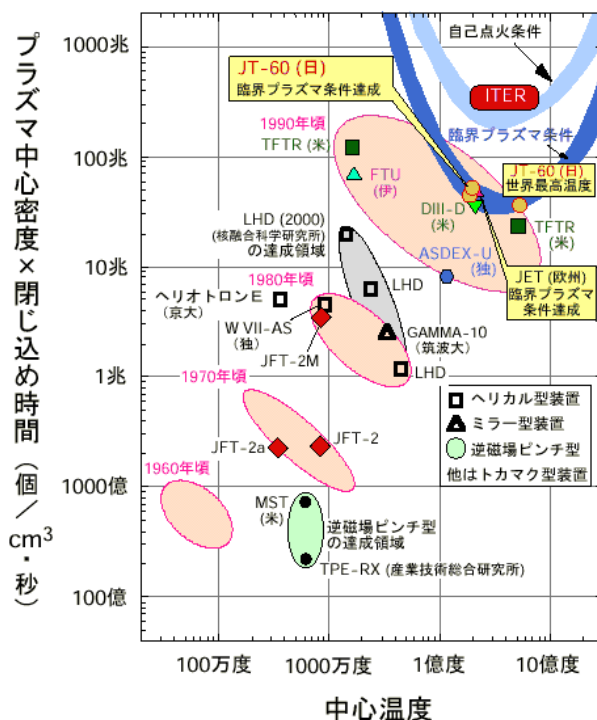 プラズマ中心密度×閉じ込め時間(個/cm³・秒)
1000兆
100兆
10兆
1兆
1000億
100億
自己点火条件
JT-60 (日)
臨界プラズマ条件達成
ITER
臨界プラズマ条件
1990年頃
TFTR (米)
FTU
(伊)
JT-60 (日)
世界最高温度
DIII-D
(米)
TFTR
(米)
LHD (2000)
(核融合科学研究所)
の達成領域
ASDEX-U
(独)
JET (欧州)
臨界プラズマ
条件達成
1980年頃
LHD
ヘリオトロンE
(京大)
W VII-AS
(独)
JFT-2M
GAMMA-10
(筑波大)
LHD
1970年頃
ヘリカル型装置
ミラー型装置
逆磁場ピンチ型
他はトカマク型装置
JFT-2a
JFT-2
1960年頃
MST
(米)
逆磁場ピンチ型
の達成領域
TPE-RX (産業技術総合研究所)
100万度
1000万度
1億度
10億度
中心温度